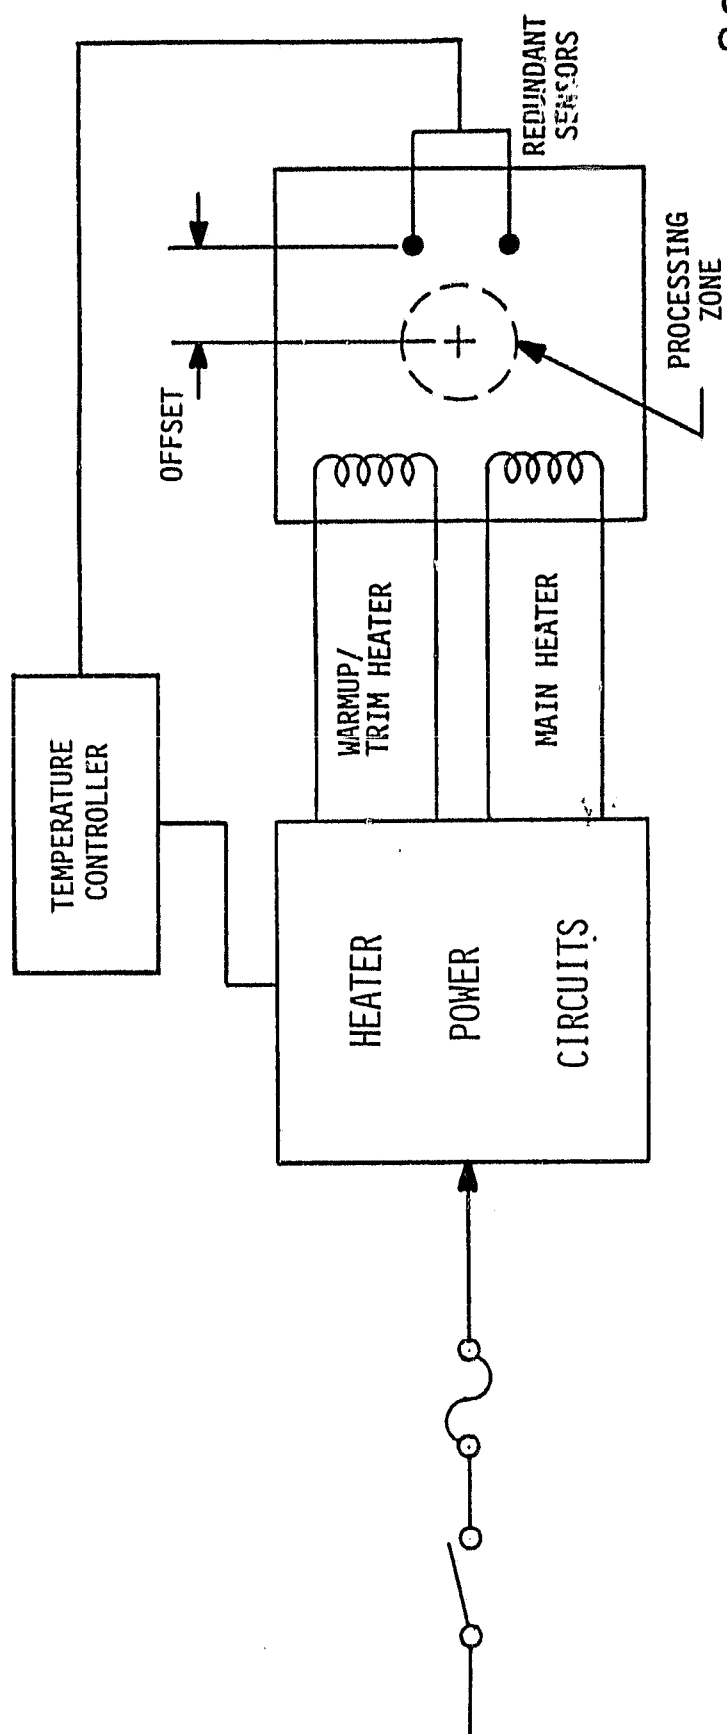 TEMPERATURE
CONTROLLER
HEATER
POWER
CIRCUITS
WARMUP/
TRIM HEATER
MAIN HEATER
OFFSET
REDUNDANT
SENSORS
PROCESSING
ZONE